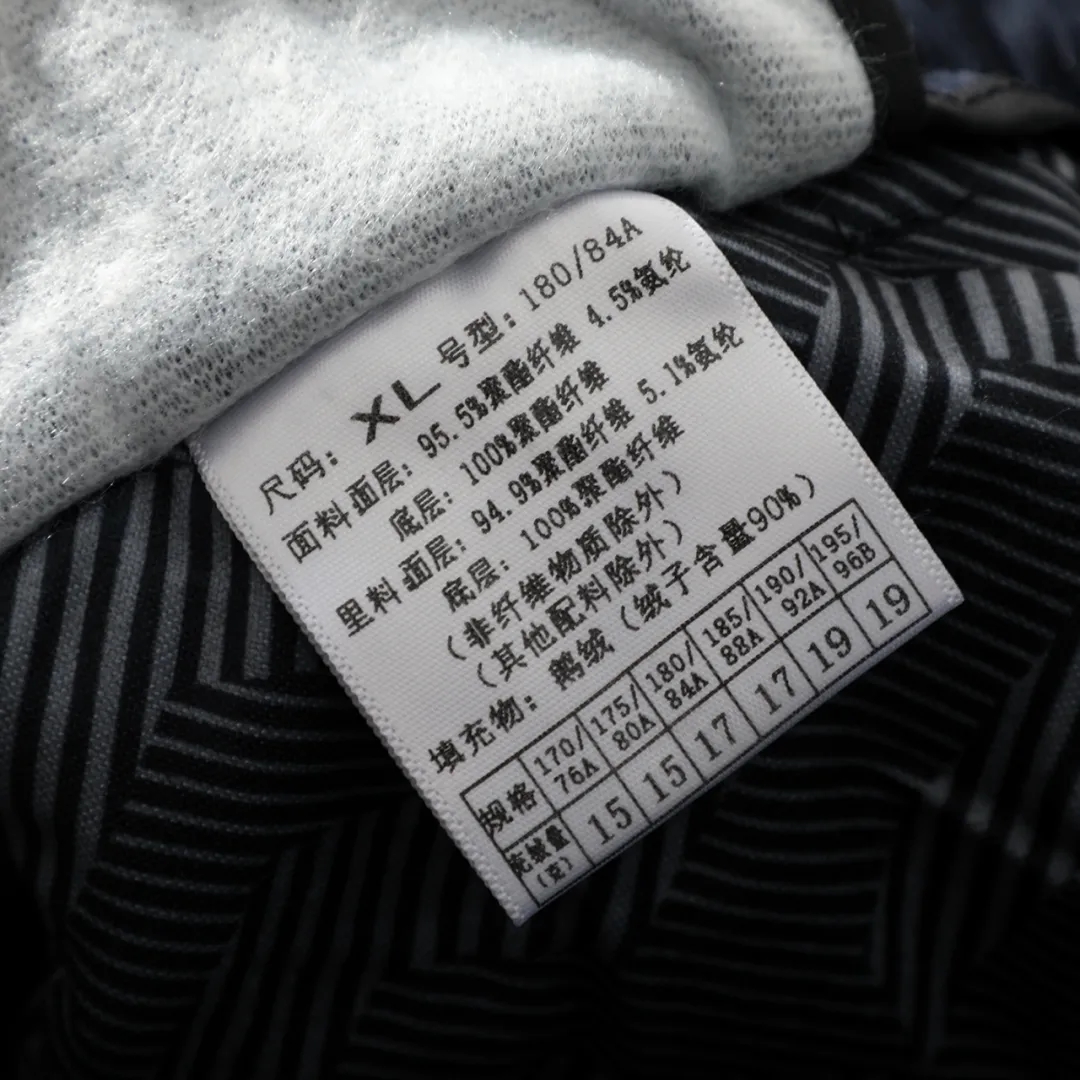 尺码: XL 号型: 180/84A
面料:面层: 95.5%聚酯纤维 4.5%氨纶
底层: 100%聚酯纤维
里料:面层: 94.9%聚酯纤维 5.1%氨纶
底层: 100%聚酯纤维
(非纤维物质除外)
(其他配料除外)
填充物: 鹅绒 (绒子含量90%)
规格 170/76A 175/80A 180/84A 185/88A 190/92A 195/96B
充绒量(克) 15 15 17 17 19 19